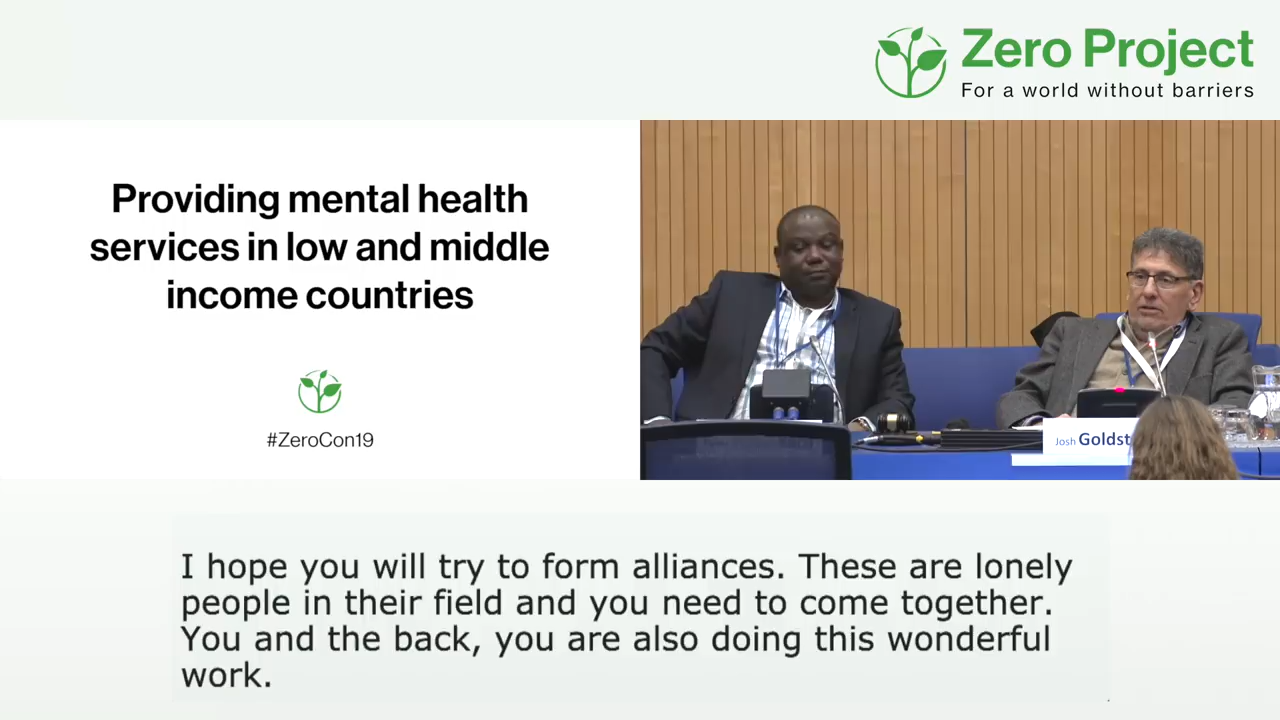 Zero Project
For a world without barriers
Providing mental health
services in low and middle
income countries
#ZeroCon19
Josh Goldst
I hope you will try to form alliances. These are lonely
people in their field and you need to come together.
You and the back, you are also doing this wonderful
work.